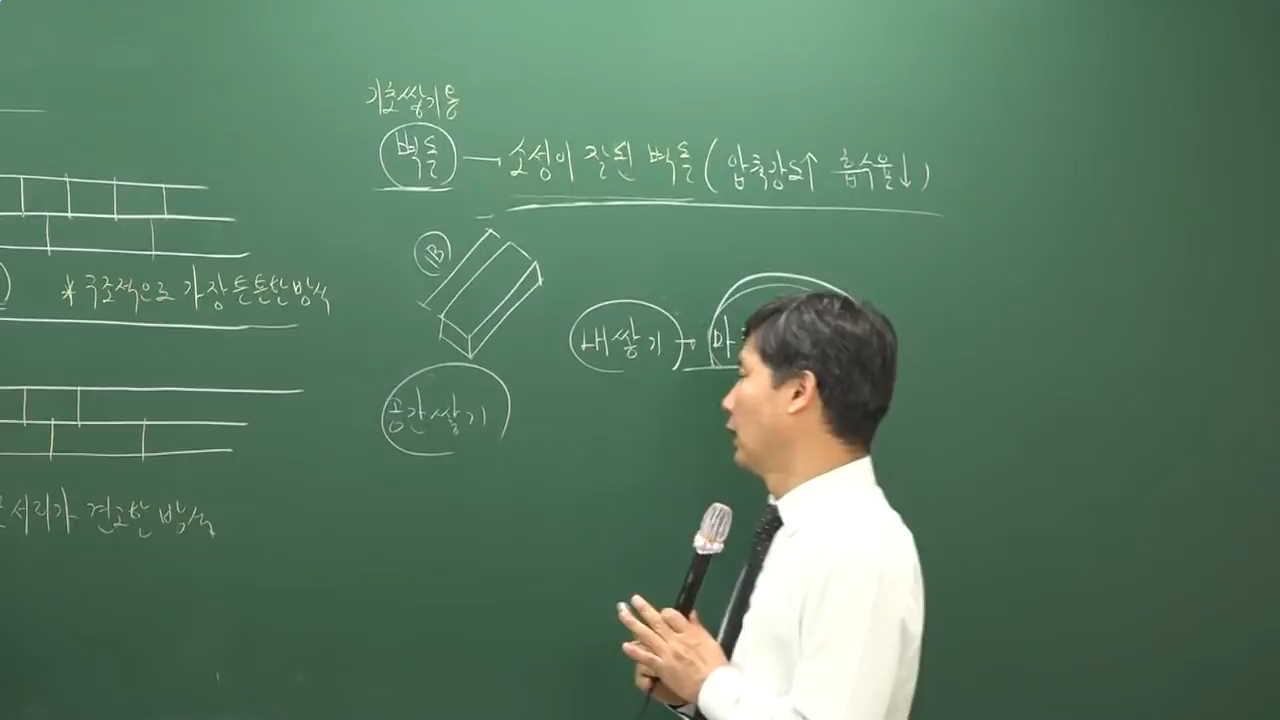 기초쌓기용
벽돌 → 소성이 잘된 벽돌 (압축강도↑ 흡수율↓)
1B
* 구조적으로 가장 튼튼한 방식
내쌓기 → 마
공간쌓기
모서리가 견고한 방식